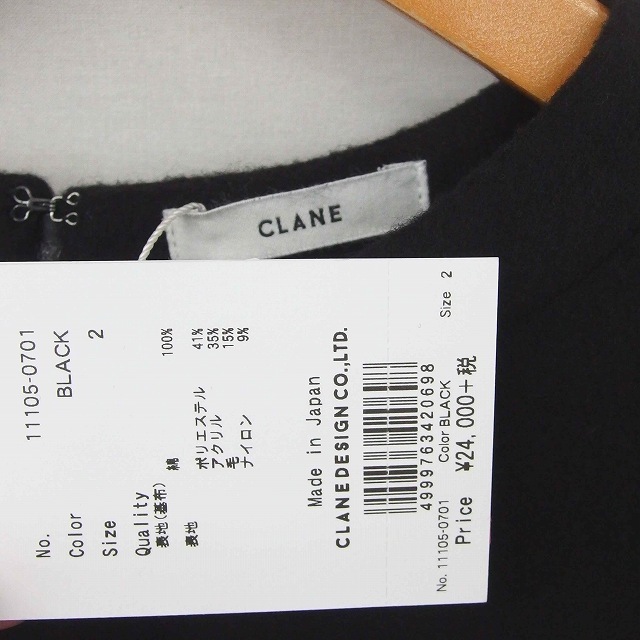 CLANE
No. 11105-0701
Color BLACK
Size 2
Quality
表地(基布) 綿 100%
表地 ポリエステル 41%
アクリル 35%
毛 15%
ナイロン 9%
Made in Japan
CLANE DESIGN CO.,LTD.
4999763420698
No. 11105-0701 Color BLACK Size 2
Price ¥24,000+税